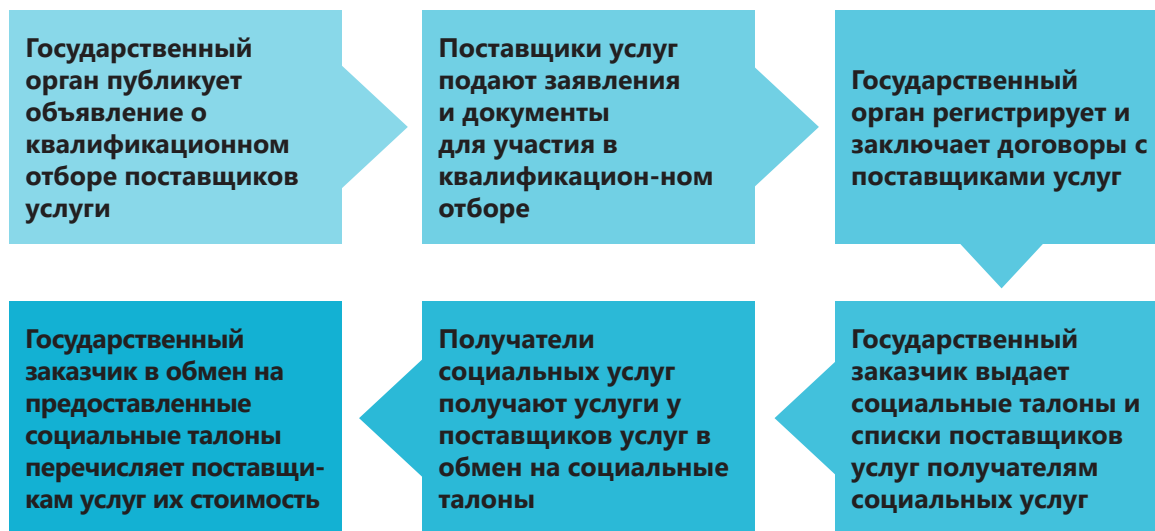 Государственный
орган публикует
объявление о
квалификационном
отборе поставщиков
услуги
Поставщики услуг
подают заявления
и документы
для участия в
квалификацион-ном
отборе
Государственный
орган регистрирует и
заключает договоры с
поставщиками услуг
Государственный
заказчик выдает
социальные талоны и
списки поставщиков
услуг получателям
социальных услуг
Получатели
социальных услуг
получают услуги у
поставщиков услуг в
обмен на социальные
талоны
Государственный
заказчик в обмен на
предоставленные
социальные талоны
перечисляет поставщи-
кам услуг их стоимость